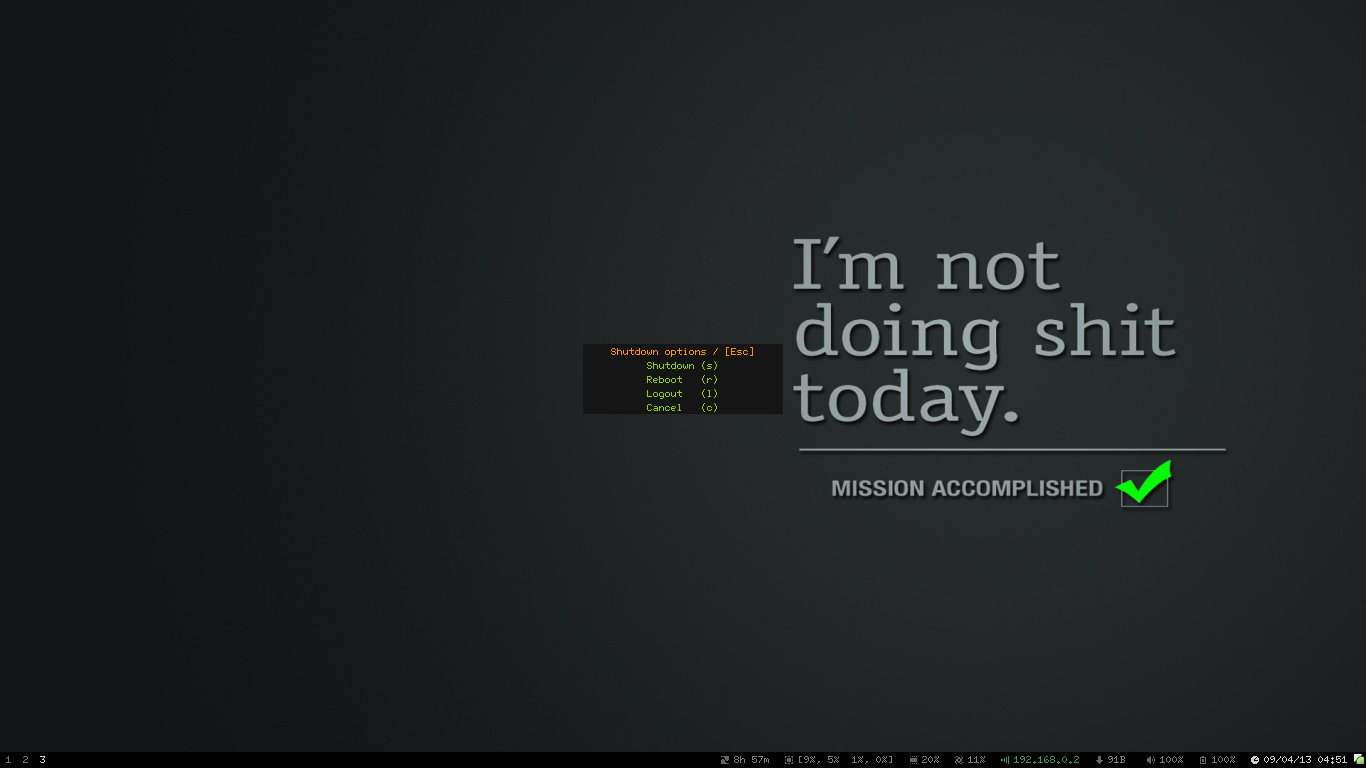 I'm not
doing shit
today.
MISSION ACCOMPLISHED
Shutdown options / [Esc]
Shutdown (s)
Reboot (r)
Logout (l)
Cancel (c)
1 2 3 8h 57m [9%, 5% 1%, 0%] 20% 11% 192.168.0.2 91B 100% 100% 09/04/13 04:51